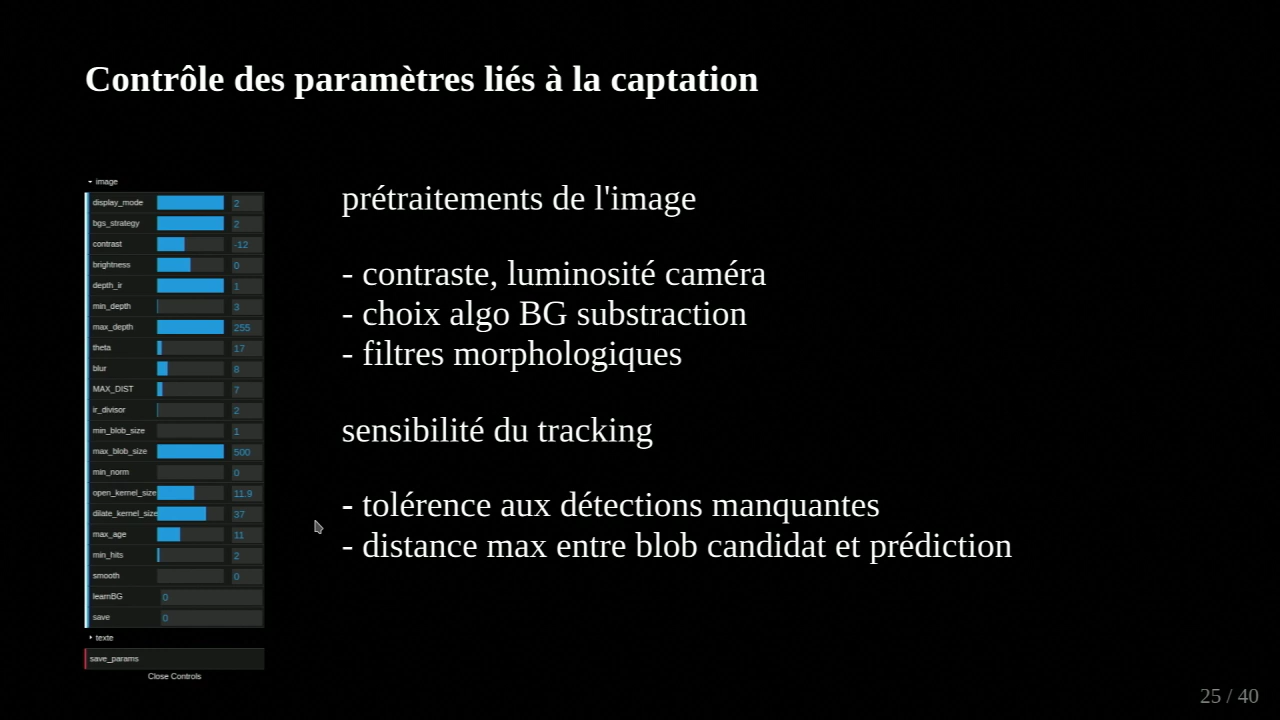 Contrôle des paramètres liés à la captation
image
display_mode 2
bgs_strategy 2
contrast -12
brightness 0
depth_ir 1
min_depth 3
max_depth 255
theta 17
blur 8
MAX_DIST 7
ir_divisor 2
min_blob_size 1
max_blob_size 500
min_norm 0
open_kernel_size 11.9
dilate_kernel_size 37
max_age 11
min_hits 2
smooth 0
learnBG 0
save 0
texte
save_params
Close Controls
prétraitements de l'image
- contraste, luminosité caméra
- choix algo BG substraction
- filtres morphologiques
sensibilité du tracking
- tolérence aux détections manquantes
- distance max entre blob candidat et prédiction
25 / 40